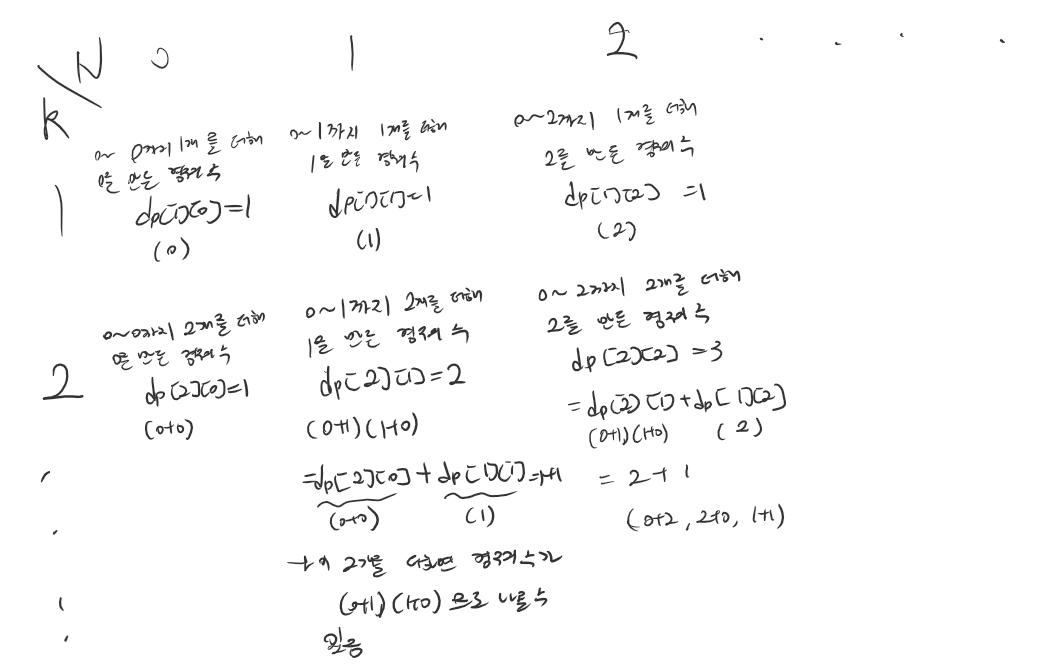 N 0 1 2 . . . .
K
1
0~0까지 1개를 더해
0을 만든 경우의 수
dp[1][0]=1
(0)
0~1까지 1개를 더해
1을 만든 경우의 수
dp[1][1]=1
(1)
0~2까지 1개를 더해
2를 만든 경우의 수
dp[1][2] =1
(2)
2
0~0까지 2개를 더해
0을 만든 경우의 수
dp[2][0]=1
(0+0)
0~1까지 2개를 더해
1을 만든 경우의 수
dp[2][1]=2
(0+1)(1+0)
=dp[2][0]+dp[1][1]=1+1
(0+0) (1)
이 2개를 더하면 경우의 수가
(0+1)(1+0) 으로 나올 수
있음
0~2까지 2개를 더해
2를 만든 경우의 수
dp[2][2]=3
=dp[2][1]+dp[1][2]
(0+1)(1+0) (2)
= 2+1
(0+2, 2+0, 1+1)